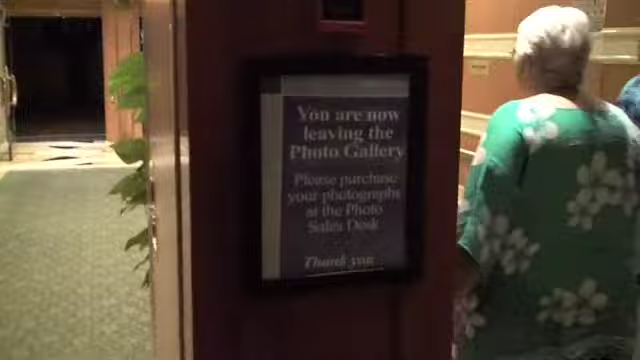 You are now
leaving the
Photo Gallery
Please purchase
your photographs
at the Photo
Sales Desk
Thank you